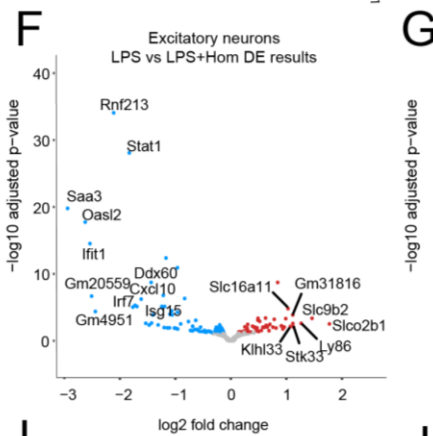 F
G
Excitatory neurons
LPS vs LPS+Hom DE results
−log10 adjusted p−value
40
30
20
10
0
Rnf213
Stat1
Saa3
Oasl2
Ifit1
Ddx60
Gm20559
Cxcl10
Irf7
Isg15
Gm4951
Slc16a11
Gm31816
Slc9b2
Slco2b1
Klhl33
Stk33
Ly86
−3 −2 −1 0 1 2
log2 fold change
−log10 adjusted p−value